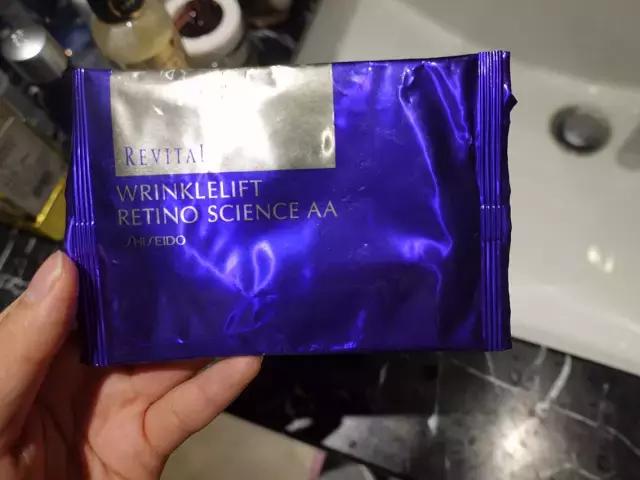 REVITAL
WRINKLELIFT
RETINO SCIENCE AA
SHISEIDO